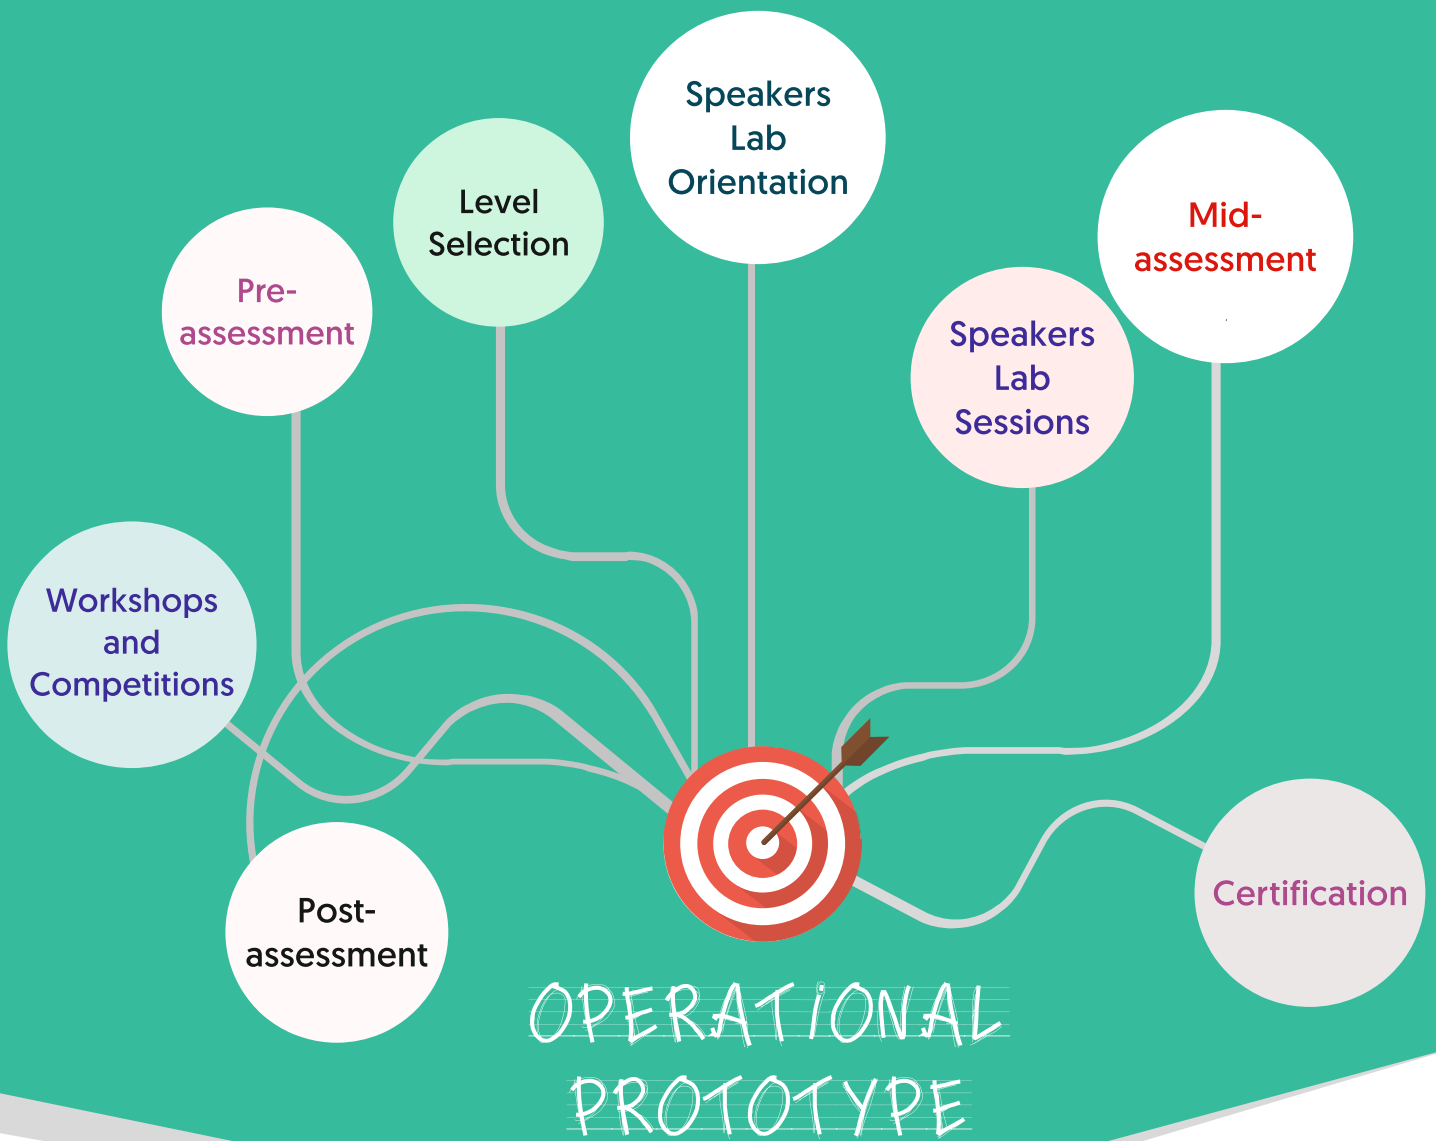 Speakers
Lab
Orientation
Level
Selection
Mid-
assessment
Pre-
assessment
Speakers
Lab
Sessions
Workshops
and
Competitions
Post-
assessment
Certification
OPERATIONAL
PROTOTYPE